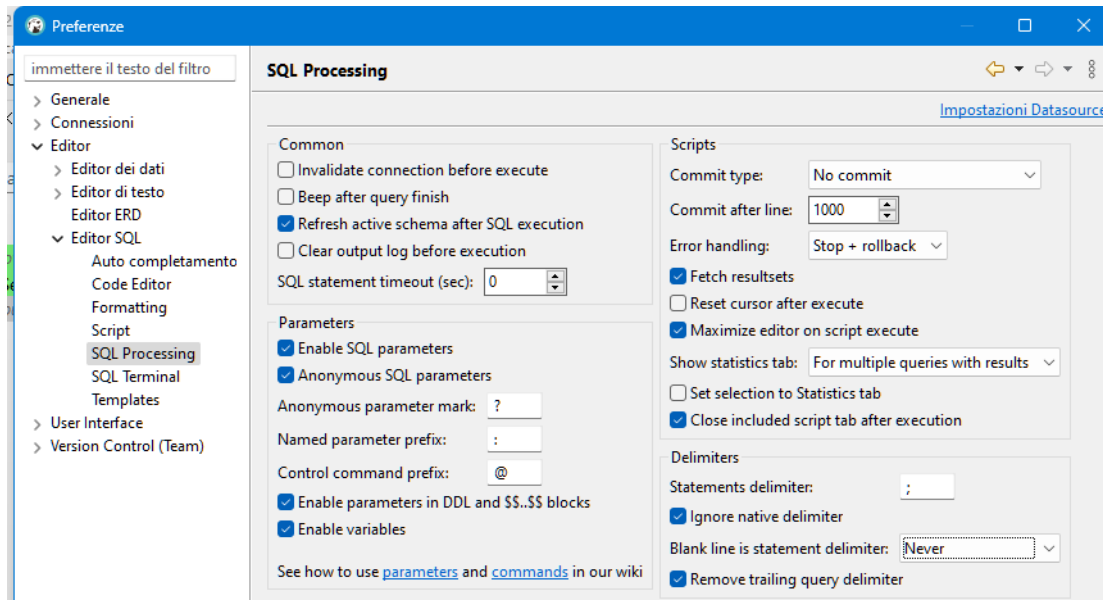 Preferenze
immettere il testo del filtro
Generale
Connessioni
Editor
Editor dei dati
Editor di testo
Editor ERD
Editor SQL
Auto completamento
Code Editor
Formatting
Script
SQL Processing
SQL Terminal
Templates
User Interface
Version Control (Team)
SQL Processing
Impostazioni Datasource
Common
Invalidate connection before execute
Beep after query finish
Refresh active schema after SQL execution
Clear output log before execution
SQL statement timeout (sec): 0
Parameters
Enable SQL parameters
Anonymous SQL parameters
Anonymous parameter mark: ?
Named parameter prefix: :
Control command prefix: @
Enable parameters in DDL and $$..$$ blocks
Enable variables
See how to use parameters and commands in our wiki
Scripts
Commit type: No commit
Commit after line: 1000
Error handling: Stop + rollback
Fetch resultsets
Reset cursor after execute
Maximize editor on script execute
Show statistics tab: For multiple queries with results
Set selection to Statistics tab
Close included script tab after execution
Delimiters
Statements delimiter: ;
Ignore native delimiter
Blank line is statement delimiter: Never
Remove trailing query delimiter